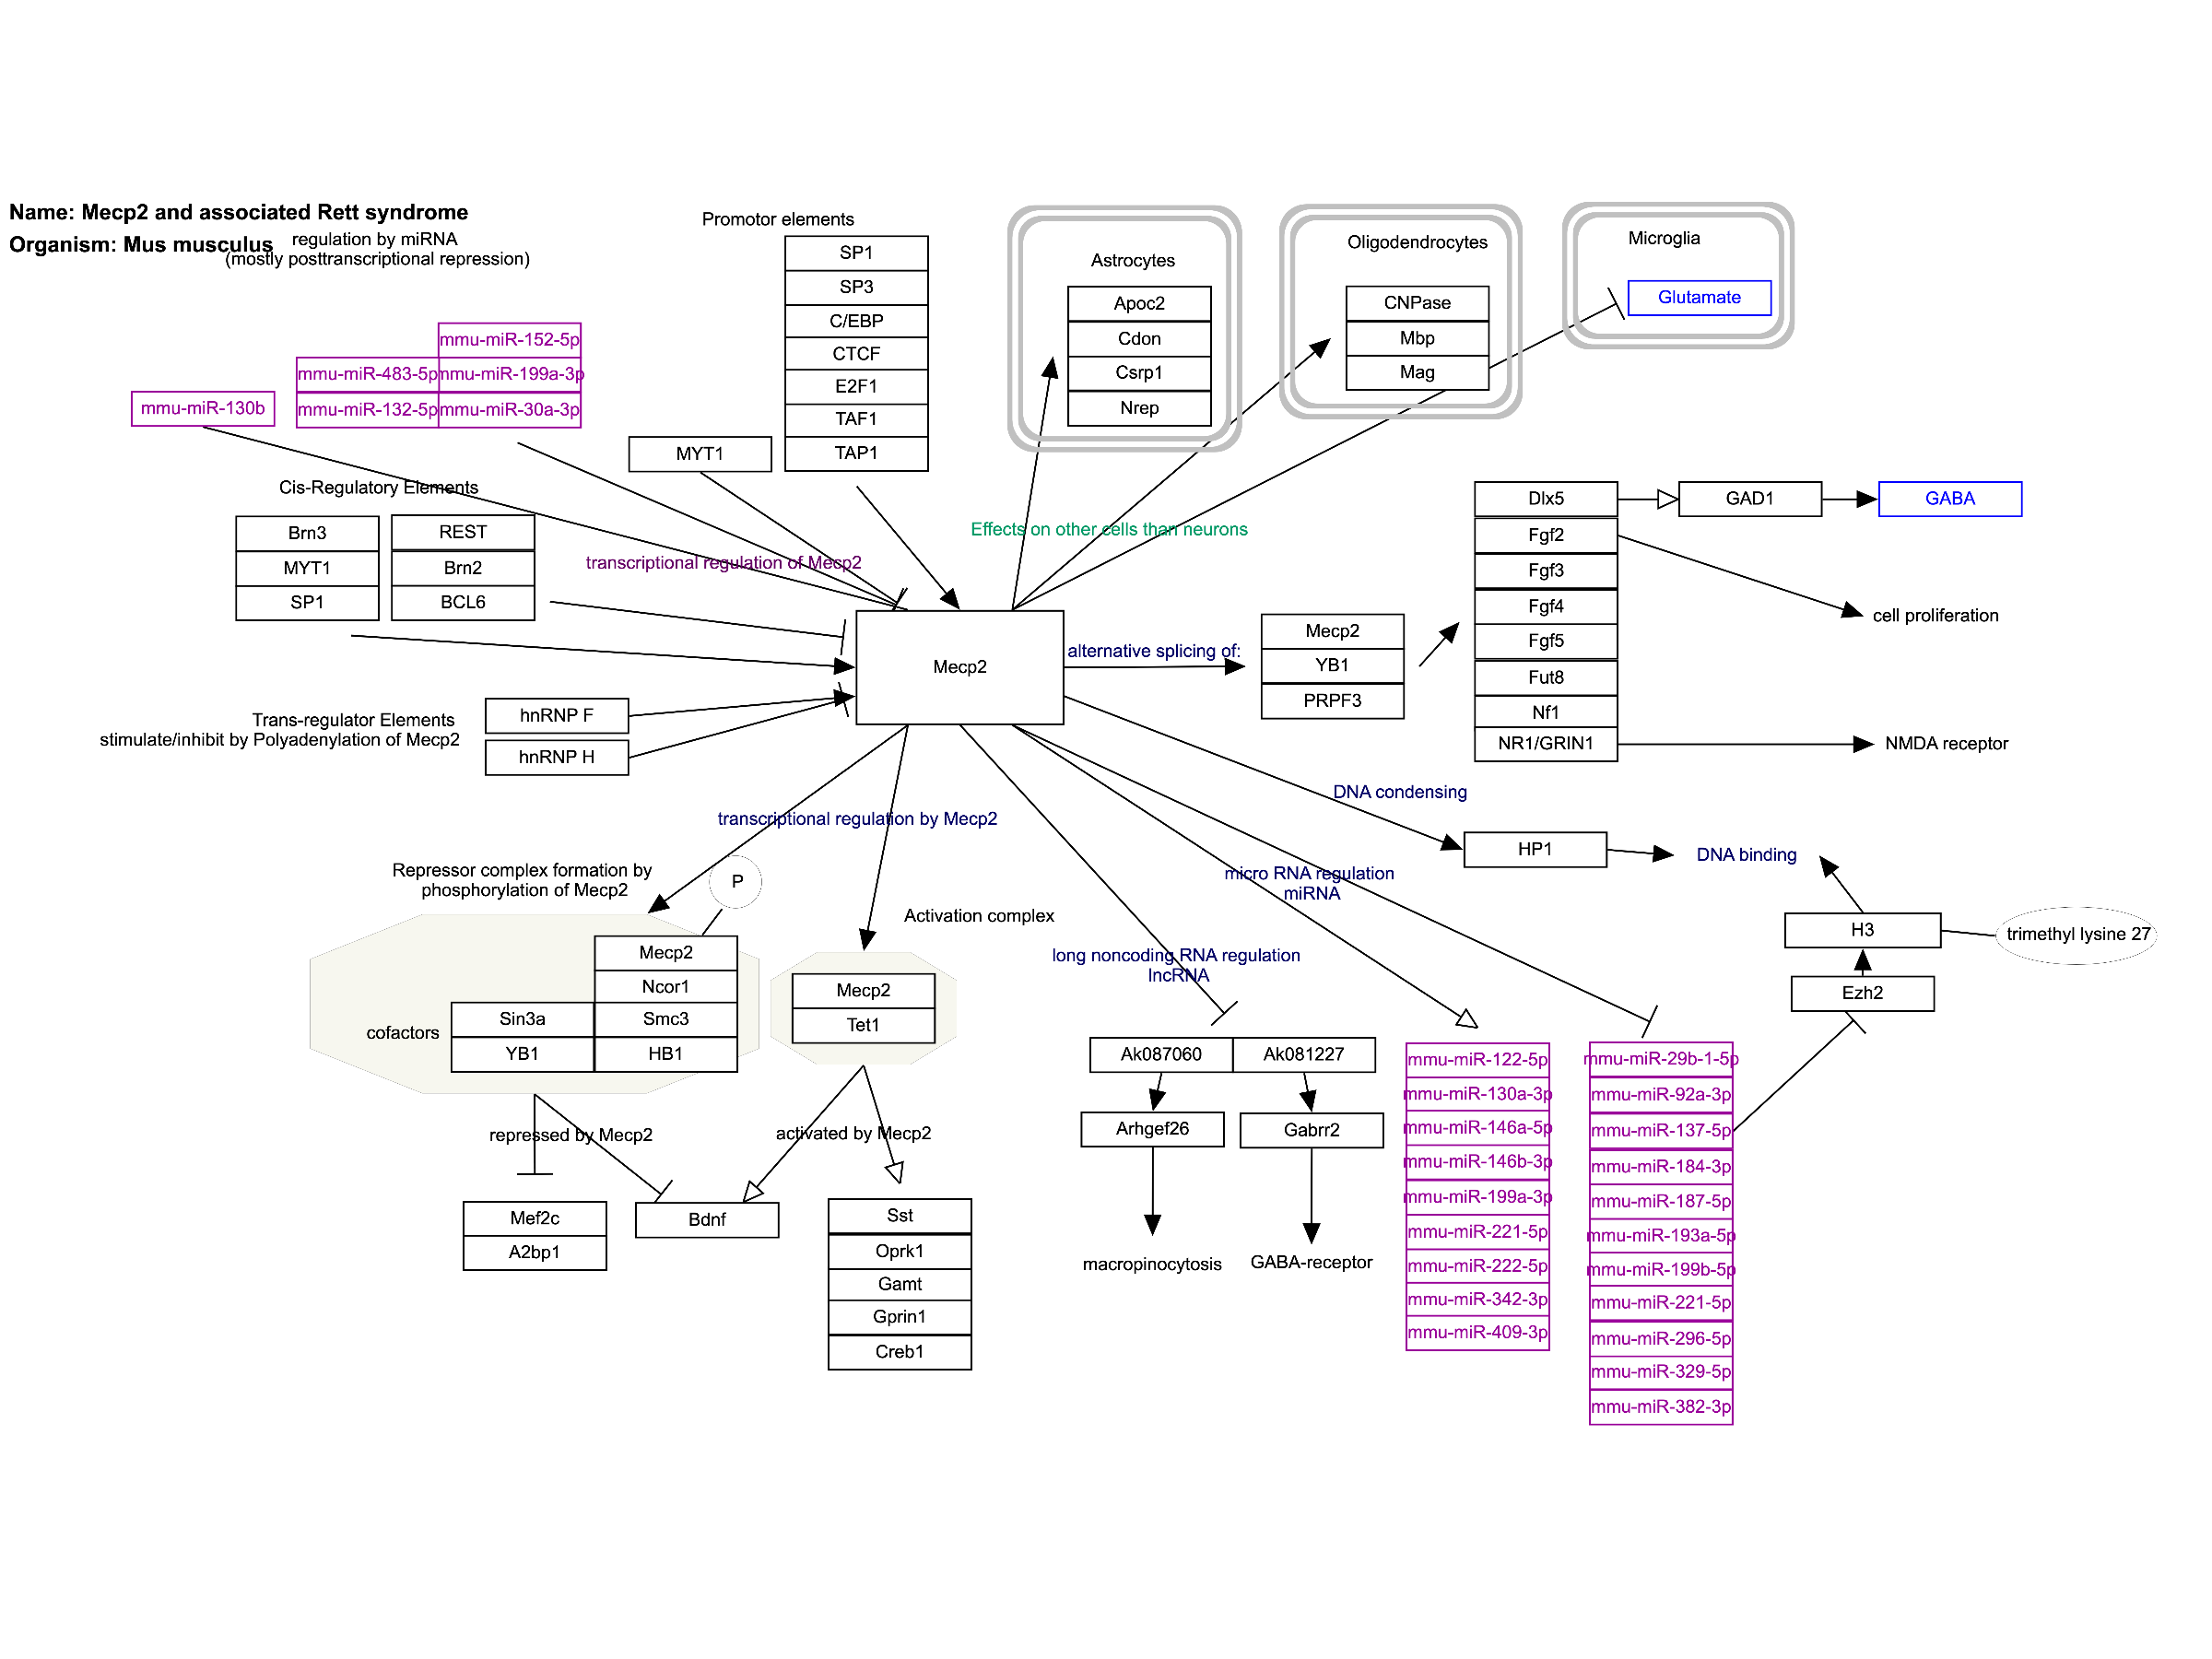 Name: Mecp2 and associated Rett syndrome
Organism: Mus musculus
regulation by miRNA
(mostly posttranscriptional repression)
mmu-miR-152-5p
mmu-miR-483-5p
mmu-miR-199a-3p
mmu-miR-130b
mmu-miR-132-5p
mmu-miR-30a-3p
Promotor elements
SP1
SP3
C/EBP
CTCF
E2F1
TAF1
TAP1
MYT1
Astrocytes
Apoc2
Cdon
Csrp1
Nrep
Oligodendrocytes
CNPase
Mbp
Mag
Microglia
Glutamate
Cis-Regulatory Elements
Brn3
MYT1
SP1
REST
Brn2
BCL6
transcriptional regulation of Mecp2
Effects on other cells than neurons
Mecp2
alternative splicing of:
Mecp2
YB1
PRPF3
Dlx5
Fgf2
Fgf3
Fgf4
Fgf5
Fut8
Nf1
NR1/GRIN1
GAD1
GABA
cell proliferation
NMDA receptor
Trans-regulator Elements
stimulate/inhibit by Polyadenylation of Mecp2
hnRNP F
hnRNP H
transcriptional regulation by Mecp2
DNA condensing
HP1
DNA binding
H3
trimethyl lysine 27
Ezh2
Repressor complex formation by
phosphorylation of Mecp2
P
Mecp2
Ncor1
Smc3
HB1
cofactors
Sin3a
YB1
Activation complex
Mecp2
Tet1
micro RNA regulation
miRNA
long noncoding RNA regulation
lncRNA
Ak087060
Ak081227
Arhgef26
Gabrr2
macropinocytosis
GABA-receptor
repressed by Mecp2
activated by Mecp2
Mef2c
A2bp1
Bdnf
Sst
Oprk1
Gamt
Gprin1
Creb1
mmu-miR-122-5p
mmu-miR-130a-3p
mmu-miR-146a-5p
mmu-miR-146b-3p
mmu-miR-199a-3p
mmu-miR-221-5p
mmu-miR-222-5p
mmu-miR-342-3p
mmu-miR-409-3p
mmu-miR-29b-1-5p
mmu-miR-92a-3p
mmu-miR-137-5p
mmu-miR-184-3p
mmu-miR-187-5p
mmu-miR-193a-5p
mmu-miR-199b-5p
mmu-miR-221-5p
mmu-miR-296-5p
mmu-miR-329-5p
mmu-miR-382-3p